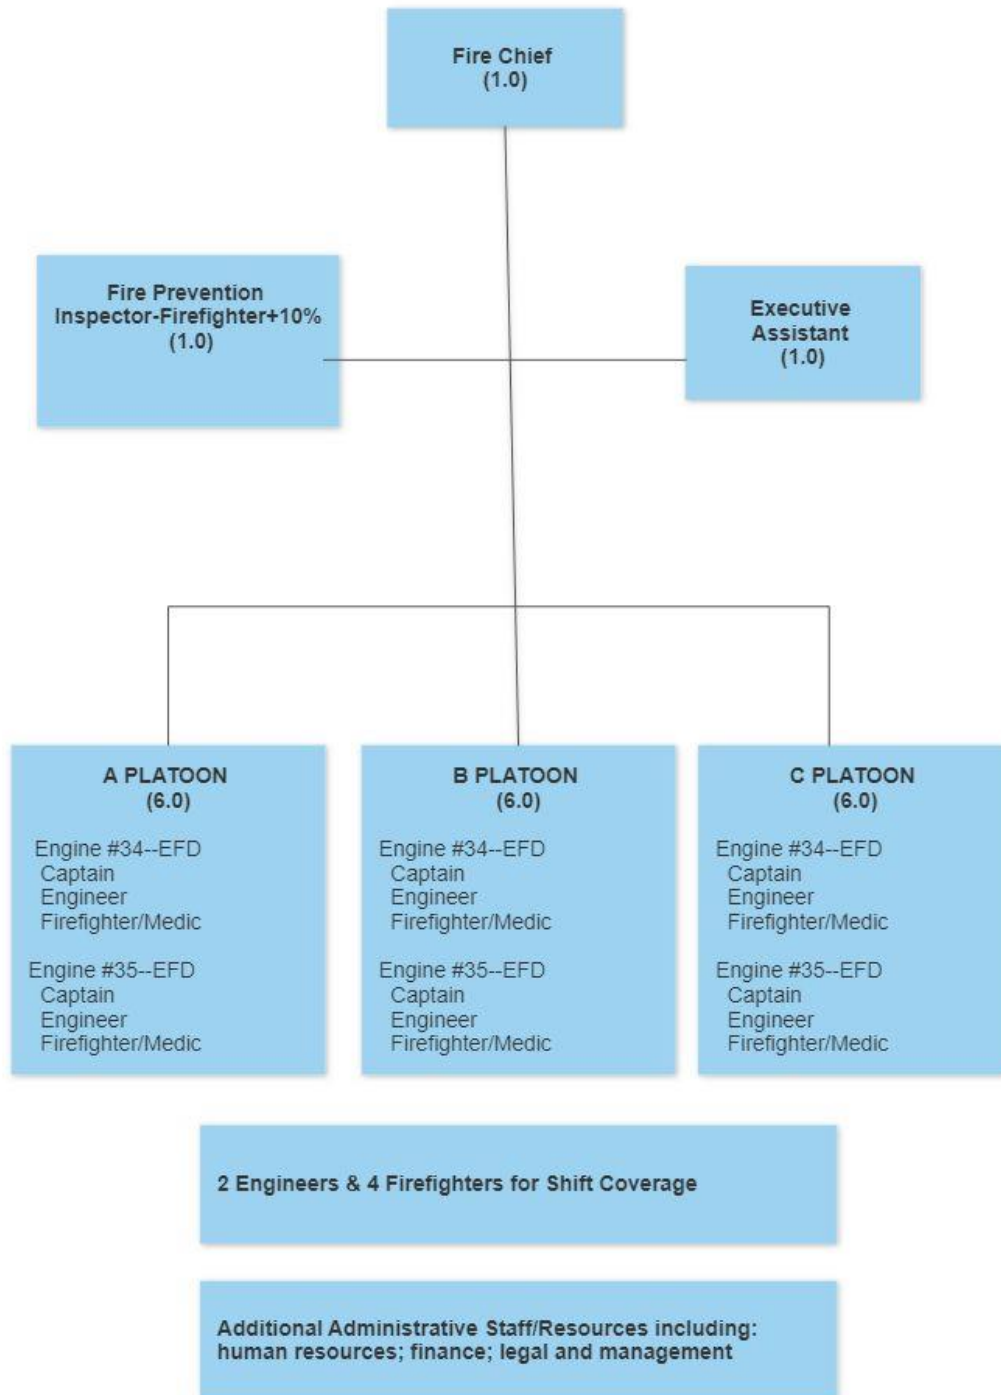 Fire Chief
(1.0)
Fire Prevention
Inspector-Firefighter+10%
(1.0)
Executive
Assistant
(1.0)
A PLATOON
(6.0)
Engine #34--EFD
Captain
Engineer
Firefighter/Medic
Engine #35--EFD
Captain
Engineer
Firefighter/Medic
B PLATOON
(6.0)
Engine #34--EFD
Captain
Engineer
Firefighter/Medic
Engine #35--EFD
Captain
Engineer
Firefighter/Medic
C PLATOON
(6.0)
Engine #34--EFD
Captain
Engineer
Firefighter/Medic
Engine #35--EFD
Captain
Engineer
Firefighter/Medic
2 Engineers & 4 Firefighters for Shift Coverage
Additional Administrative Staff/Resources including:
human resources; finance; legal and management